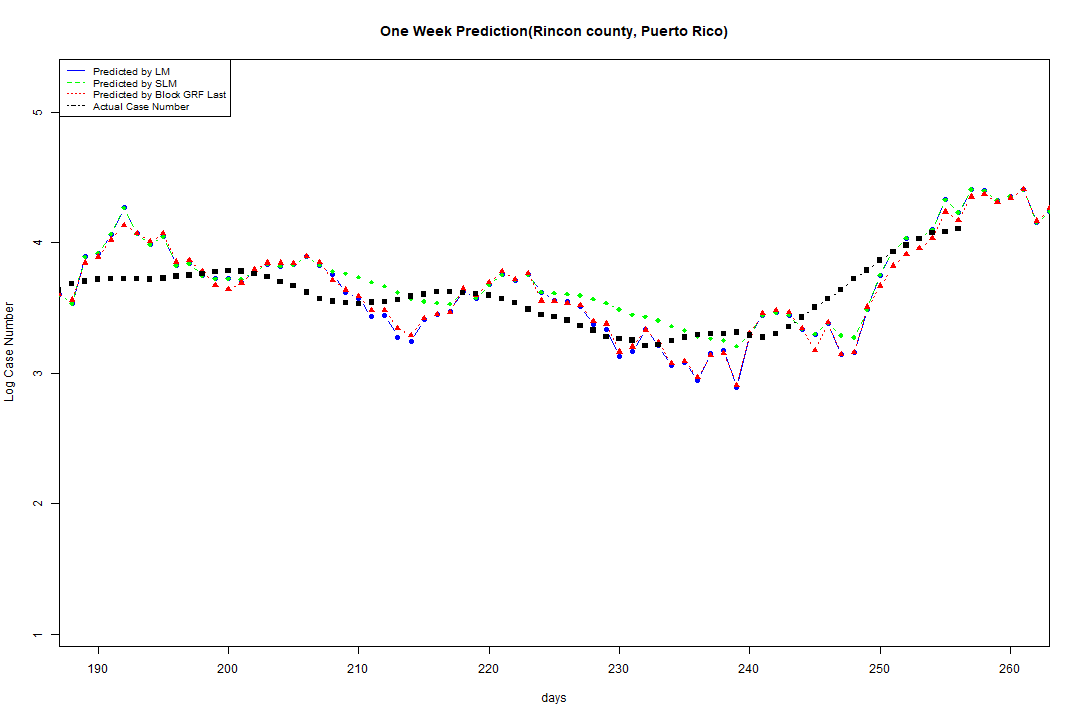 One Week Prediction(Rincon county, Puerto Rico)
Predicted by LM
Predicted by SLM
Predicted by Block GRF Last
Actual Case Number
5
4
3
2
1
Log Case Number
190 200 210 220 230 240 250 260
days